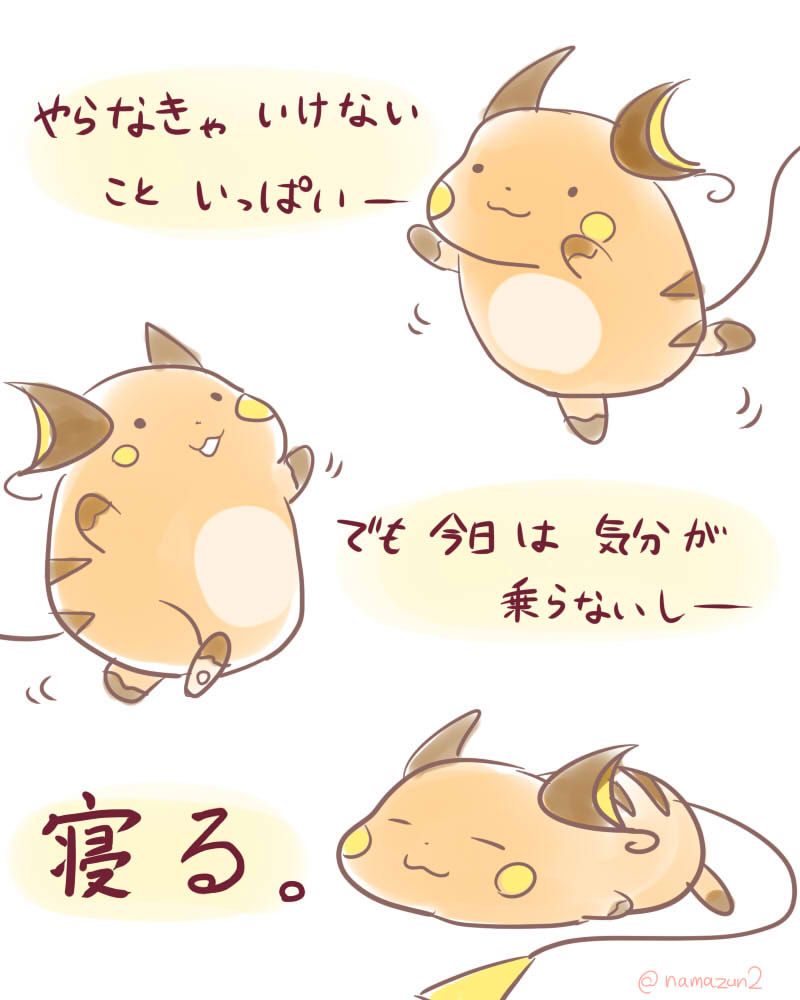 やらなきゃ いけない
こと いっぱいー
でも 今日は 気分が
乗らないしー
寝る。
@namazun2